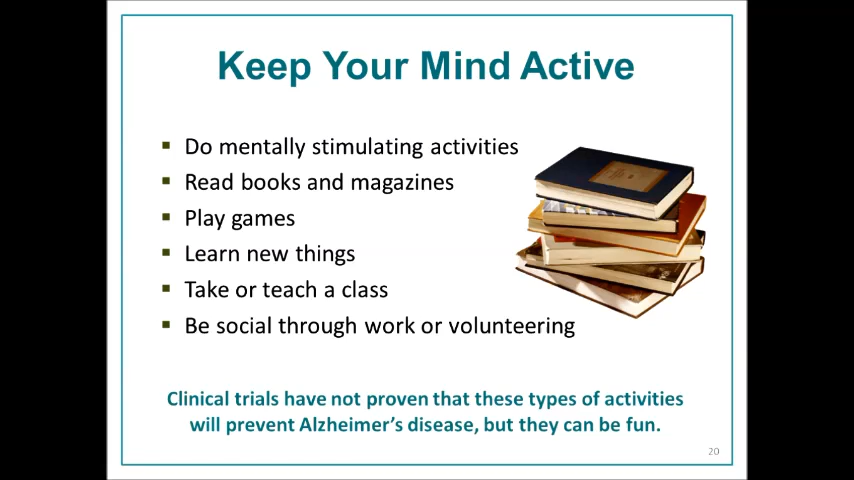 Keep Your Mind Active
▪ Do mentally stimulating activities
▪ Read books and magazines
▪ Play games
▪ Learn new things
▪ Take or teach a class
▪ Be social through work or volunteering
Clinical trials have not proven that these types of activities
will prevent Alzheimer's disease, but they can be fun.
20